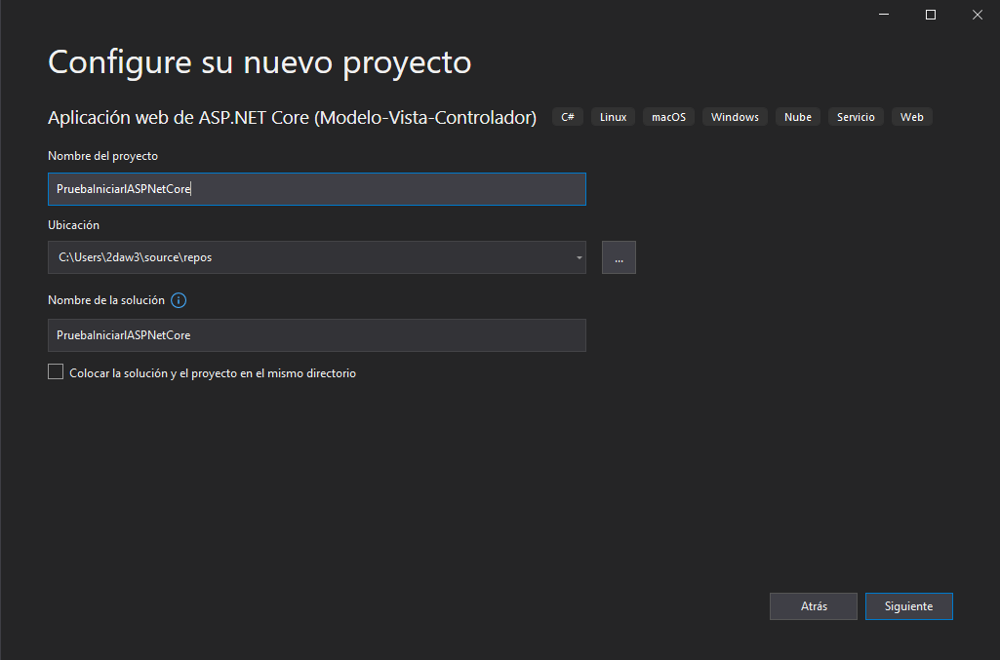 Configure su nuevo proyecto
Aplicación web de ASP.NET Core (Modelo-Vista-Controlador) C# Linux macOS Windows Nube Servicio Web
Nombre del proyecto
PruebaIniciarIASPNetCore
Ubicación
C:\Users\2daw3\source\repos
...
Nombre de la solución
PruebaIniciarIASPNetCore
Colocar la solución y el proyecto en el mismo directorio
Atrás Siguiente